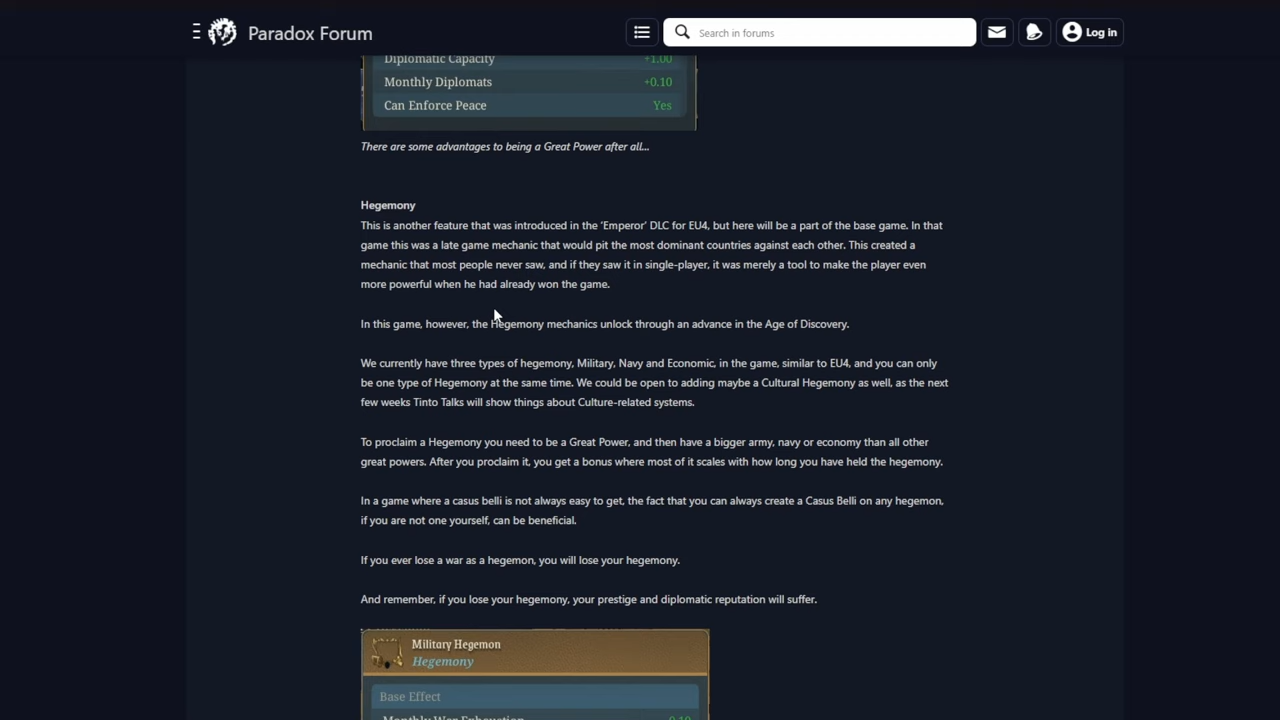 Paradox Forum
Search in forums
Log in
Diplomatic Capacity +1.00
Monthly Diplomats +0.10
Can Enforce Peace Yes
There are some advantages to being a Great Power after all...
Hegemony
This is another feature that was introduced in the 'Emperor' DLC for EU4, but here will be a part of the base game. In that
game this was a late game mechanic that would pit the most dominant countries against each other. This created a
mechanic that most people never saw, and if they saw it in single-player, it was merely a tool to make the player even
more powerful when he had already won the game.
In this game, however, the Hegemony mechanics unlock through an advance in the Age of Discovery.
We currently have three types of hegemony, Military, Navy and Economic, in the game, similar to EU4, and you can only
be one type of Hegemony at the same time. We could be open to adding maybe a Cultural Hegemony as well, as the next
few weeks Tinto Talks will show things about Culture-related systems.
To proclaim a Hegemony you need to be a Great Power, and then have a bigger army, navy or economy than all other
great powers. After you proclaim it, you get a bonus where most of it scales with how long you have held the hegemony.
In a game where a casus belli is not always easy to get, the fact that you can always create a Casus Belli on any hegemon,
if you are not one yourself, can be beneficial.
If you ever lose a war as a hegemon, you will lose your hegemony.
And remember, if you lose your hegemony, your prestige and diplomatic reputation will suffer.
Military Hegemon
Hegemony
Base Effect
Monthly War Exhaustion